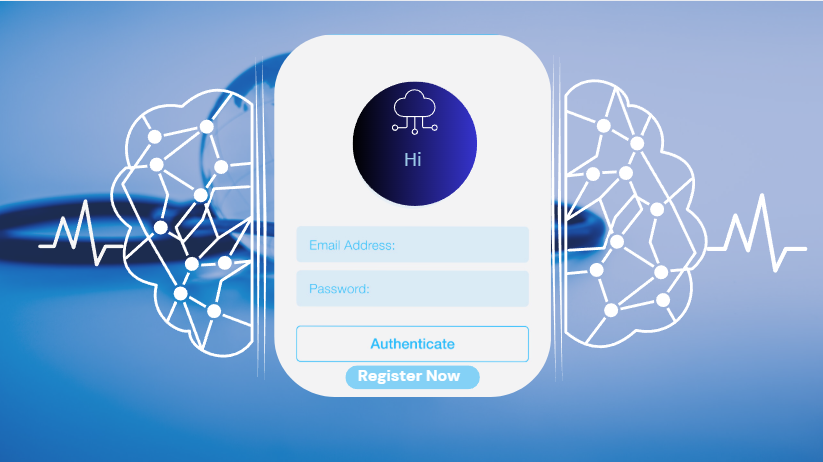 Hi
Email Address:
Password:
Authenticate
Register Now